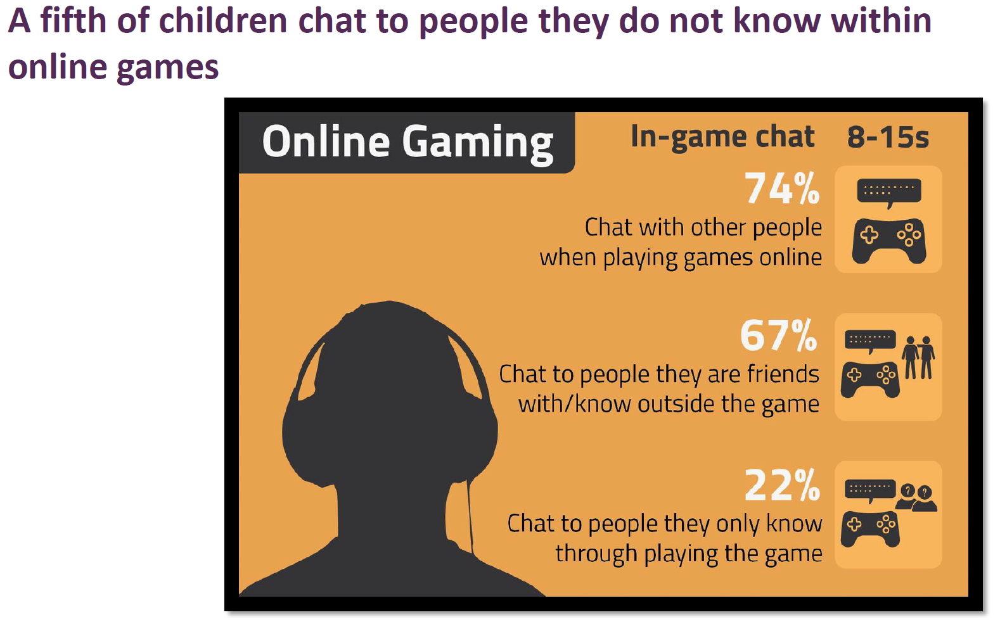 A fifth of children chat to people they do not know within
online games
Online Gaming
In-game chat 8-15s
74%
Chat with other people
when playing games online
67%
Chat to people they are friends
with/know outside the game
22%
? ?
Chat to people they only know
through playing the game